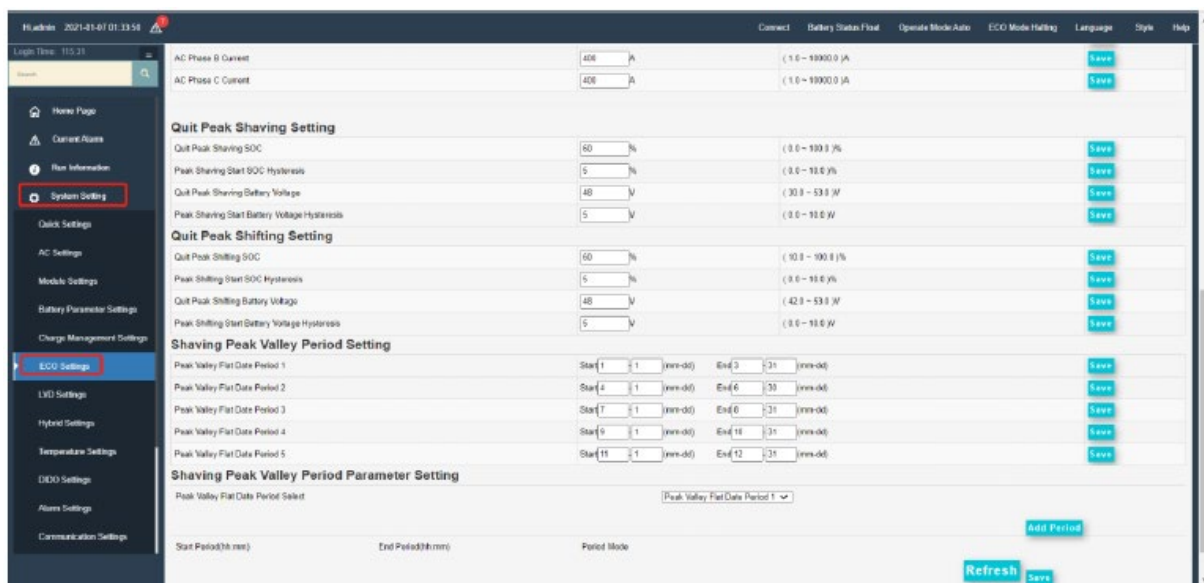 Hi,admin 2021-01-07 01:33:50 Connect Battery Status:Float Operate Mode:Auto ECO Mode:Halting Language Style Help
Login Time: 115:31
Search
Home Page
Current Alarm
Run Information
System Setting
Quick Settings
AC Settings
Module Settings
Battery Parameter Settings
Charge Management Settings
ECO Settings
LVD Settings
Hybrid Settings
Temperature Settings
DIDO Settings
Alarm Settings
Communication Settings
AC Phase B Current 400 A ( 1.0 ~ 10000.0 )A Save
AC Phase C Current 400 A ( 1.0 ~ 10000.0 )A Save
Quit Peak Shaving Setting
Quit Peak Shaving SOC 60 % ( 0.0 ~ 100.0 )% Save
Peak Shaving Start SOC Hysteresis 5 % ( 0.0 ~ 10.0 )% Save
Quit Peak Shaving Battery Voltage 48 V ( 30.0 ~ 53.0 )V Save
Peak Shaving Start Battery Voltage Hysteresis 5 V ( 0.0 ~ 10.0 )V Save
Quit Peak Shifting Setting
Quit Peak Shifting SOC 60 % ( 10.0 ~ 100.0 )% Save
Peak Shifting Start SOC Hysteresis 5 % ( 0.0 ~ 10.0 )% Save
Quit Peak Shifting Battery Voltage 48 V ( 42.0 ~ 53.0 )V Save
Peak Shifting Start Battery Voltage Hysteresis 5 V ( 0.0 ~ 10.0 )V Save
Shaving Peak Valley Period Setting
Peak Valley Flat Date Period 1 Start 1 - 1 (mm-dd) End 3 - 31 (mm-dd) Save
Peak Valley Flat Date Period 2 Start 4 - 1 (mm-dd) End 6 - 30 (mm-dd) Save
Peak Valley Flat Date Period 3 Start 7 - 1 (mm-dd) End 8 - 31 (mm-dd) Save
Peak Valley Flat Date Period 4 Start 9 - 1 (mm-dd) End 10 - 31 (mm-dd) Save
Peak Valley Flat Date Period 5 Start 11 - 1 (mm-dd) End 12 - 31 (mm-dd) Save
Shaving Peak Valley Period Parameter Setting
Peak Valley Flat Date Period Select Peak Valley Flat Date Period 1
Add Period
Start Period(hh:mm) End Period(hh:mm) Period Mode
Refresh Save